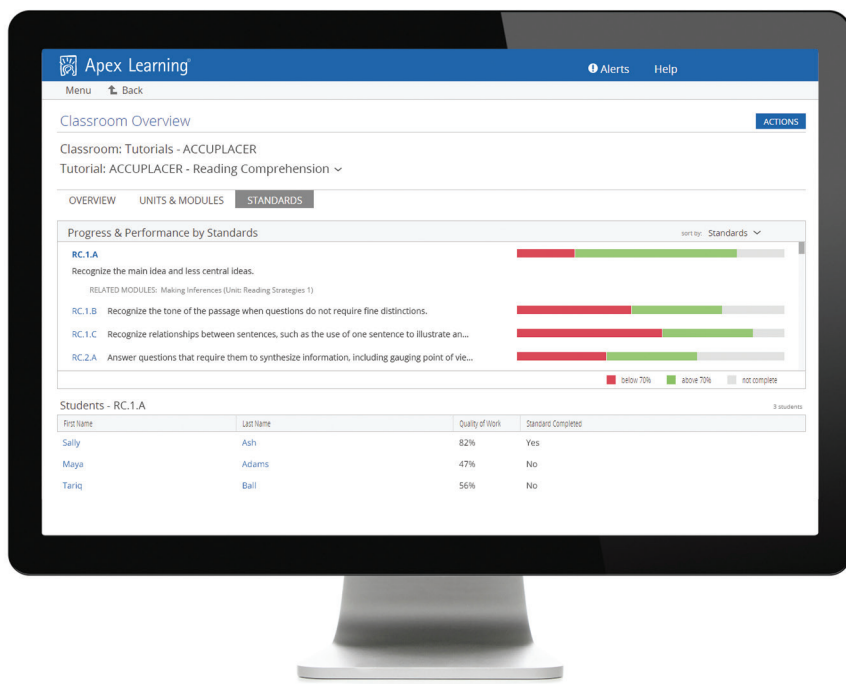 Apex Learning®
Alerts Help
Menu Back
Classroom Overview
ACTIONS
Classroom: Tutorials - ACCUPLACER
Tutorial: ACCUPLACER - Reading Comprehension
OVERVIEW UNITS & MODULES STANDARDS
Progress & Performance by Standards sort by: Standards
RC.1.A
Recognize the main idea and less central ideas.
RELATED MODULES: Making Inferences (Unit: Reading Strategies 1)
RC.1.B Recognize the tone of the passage when questions do not require fine distinctions.
RC.1.C Recognize relationships between sentences, such as the use of one sentence to illustrate an...
RC.2.A Answer questions that require them to synthesize information, including gauging point of vie...
below 70% above 70% not complete
Students - RC.1.A 3 students
First Name Last Name Quality of Work Standard Completed
Sally Ash 82% Yes
Maya Adams 47% No
Tariq Ball 56% No